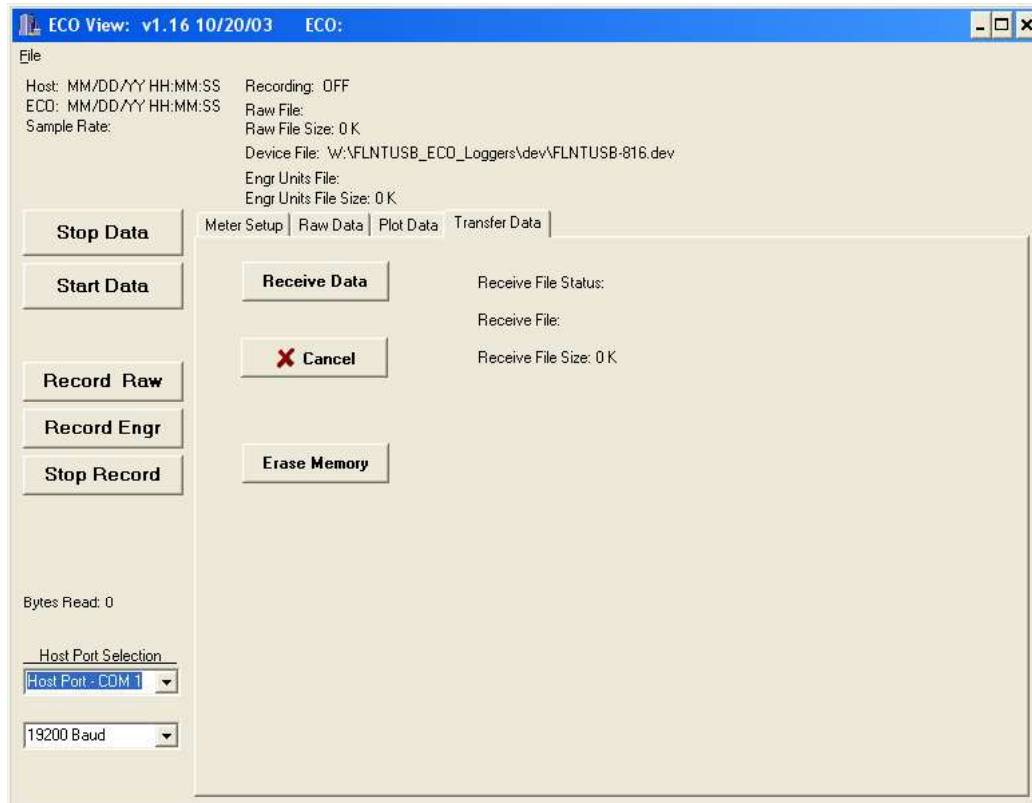 ECO View: v1.16 10/20/03 ECO:
File
Host: MM/DD/YY HH:MM:SS
ECO: MM/DD/YY HH:MM:SS
Sample Rate:
Recording: OFF
Raw File:
Raw File Size: 0 K
Device File: W:\FLNTUSB_ECO_Loggers\dev\FLNTUSB-816.dev
Engr Units File:
Engr Units File Size: 0 K
Stop Data
Start Data
Record Raw
Record Engr
Stop Record
Bytes Read: 0
Host Port Selection
Host Port - COM 1
19200 Baud
Meter Setup Raw Data Plot Data Transfer Data
Receive Data
Cancel
Erase Memory
Receive File Status:
Receive File:
Receive File Size: 0 K